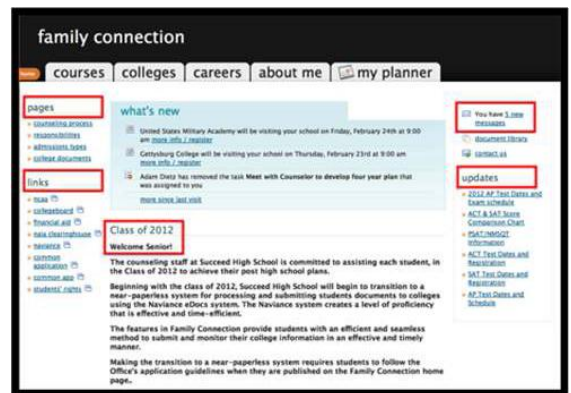 family connection
home
courses
colleges
careers
about me
my planner
pages
counseling process
responsibilities
admissions types
college documents
links
ncaa
collegeboard
financial aid
naia clearinghouse
naviance
common
application
common app
students' rights
what's new
United States Military Academy will be visiting your school on Friday, February 24th at 9:00
am more info / register
Gettysburg College will be visiting your school on Thursday, February 23rd at 9:00 am
more info / register
Adam Dietz has removed the task Meet with Counselor to develop four year plan that
was assigned to you
more since last visit
Class of 2012
Welcome Senior!
The counseling staff at Succeed High School is committed to assisting each student, in
the Class of 2012 to achieve their post high school plans.
Beginning with the class of 2012, Succeed High School will begin to transition to a
near-paperless system for processing and submitting students documents to colleges
using the Naviance eDocs system. The Naviance system creates a level of proficiency
that is effective and time-efficient.
The features in Family Connection provide students with an efficient and seamless
method to submit and monitor their college information in an effective and timely
manner.
Making the transition to a near-paperless system requires students to follow the
Office's application guidelines when they are published on the Family Connection home
page.
You have 5 new
messages
document library
contact us
updates
2012 AP Test Dates and
Exam schedule
ACT & SAT Score
Comparison Chart
PSAT/NMSQT
Information
ACT Test Dates and
Registration
SAT Test Dates and
Registration
AP Test Dates and
Schedule